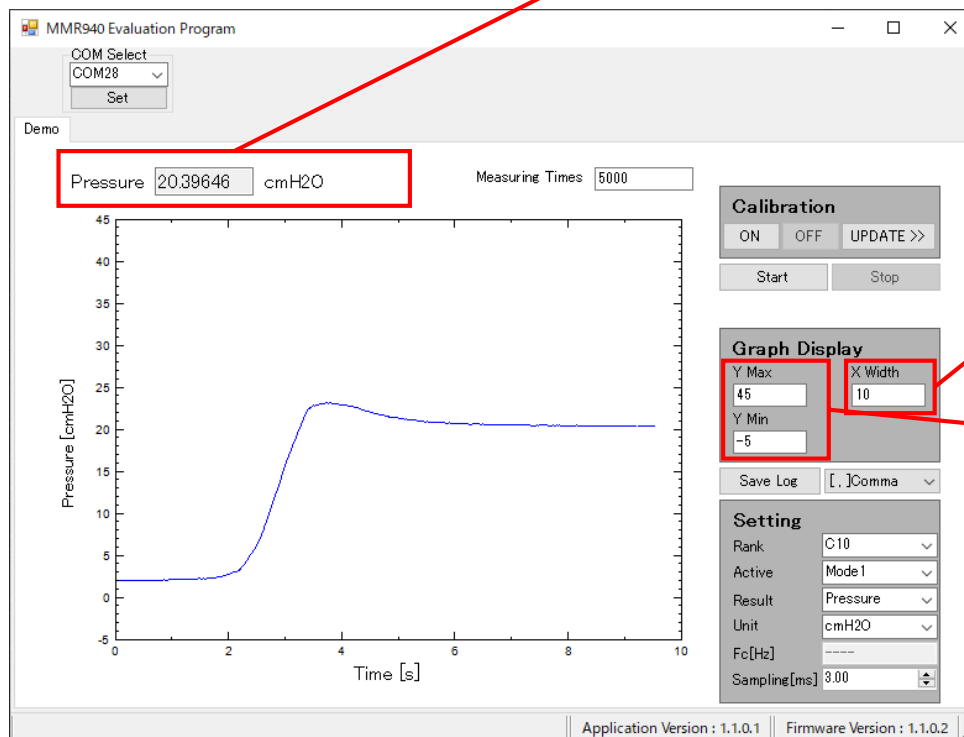 MMR940 Evaluation Program
COM Select
COM28
Set
Demo
Pressure 20.39646 cmH2O
Measuring Times 5000
Calibration
ON OFF UPDATE >>
Start Stop
Graph Display
Y Max X Width
45 10
Y Min
-5
Save Log [,]Comma
Setting
Rank C10
Active Mode1
Result Pressure
Unit cmH2O
Fc[Hz] ----
Sampling[ms] 3.00
Pressure [cmH2O]
45
40
35
30
25
20
15
10
5
0
-5
0 2 4 6 8 10
Time [s]
Application Version : 1.1.0.1 Firmware Version : 1.1.0.2